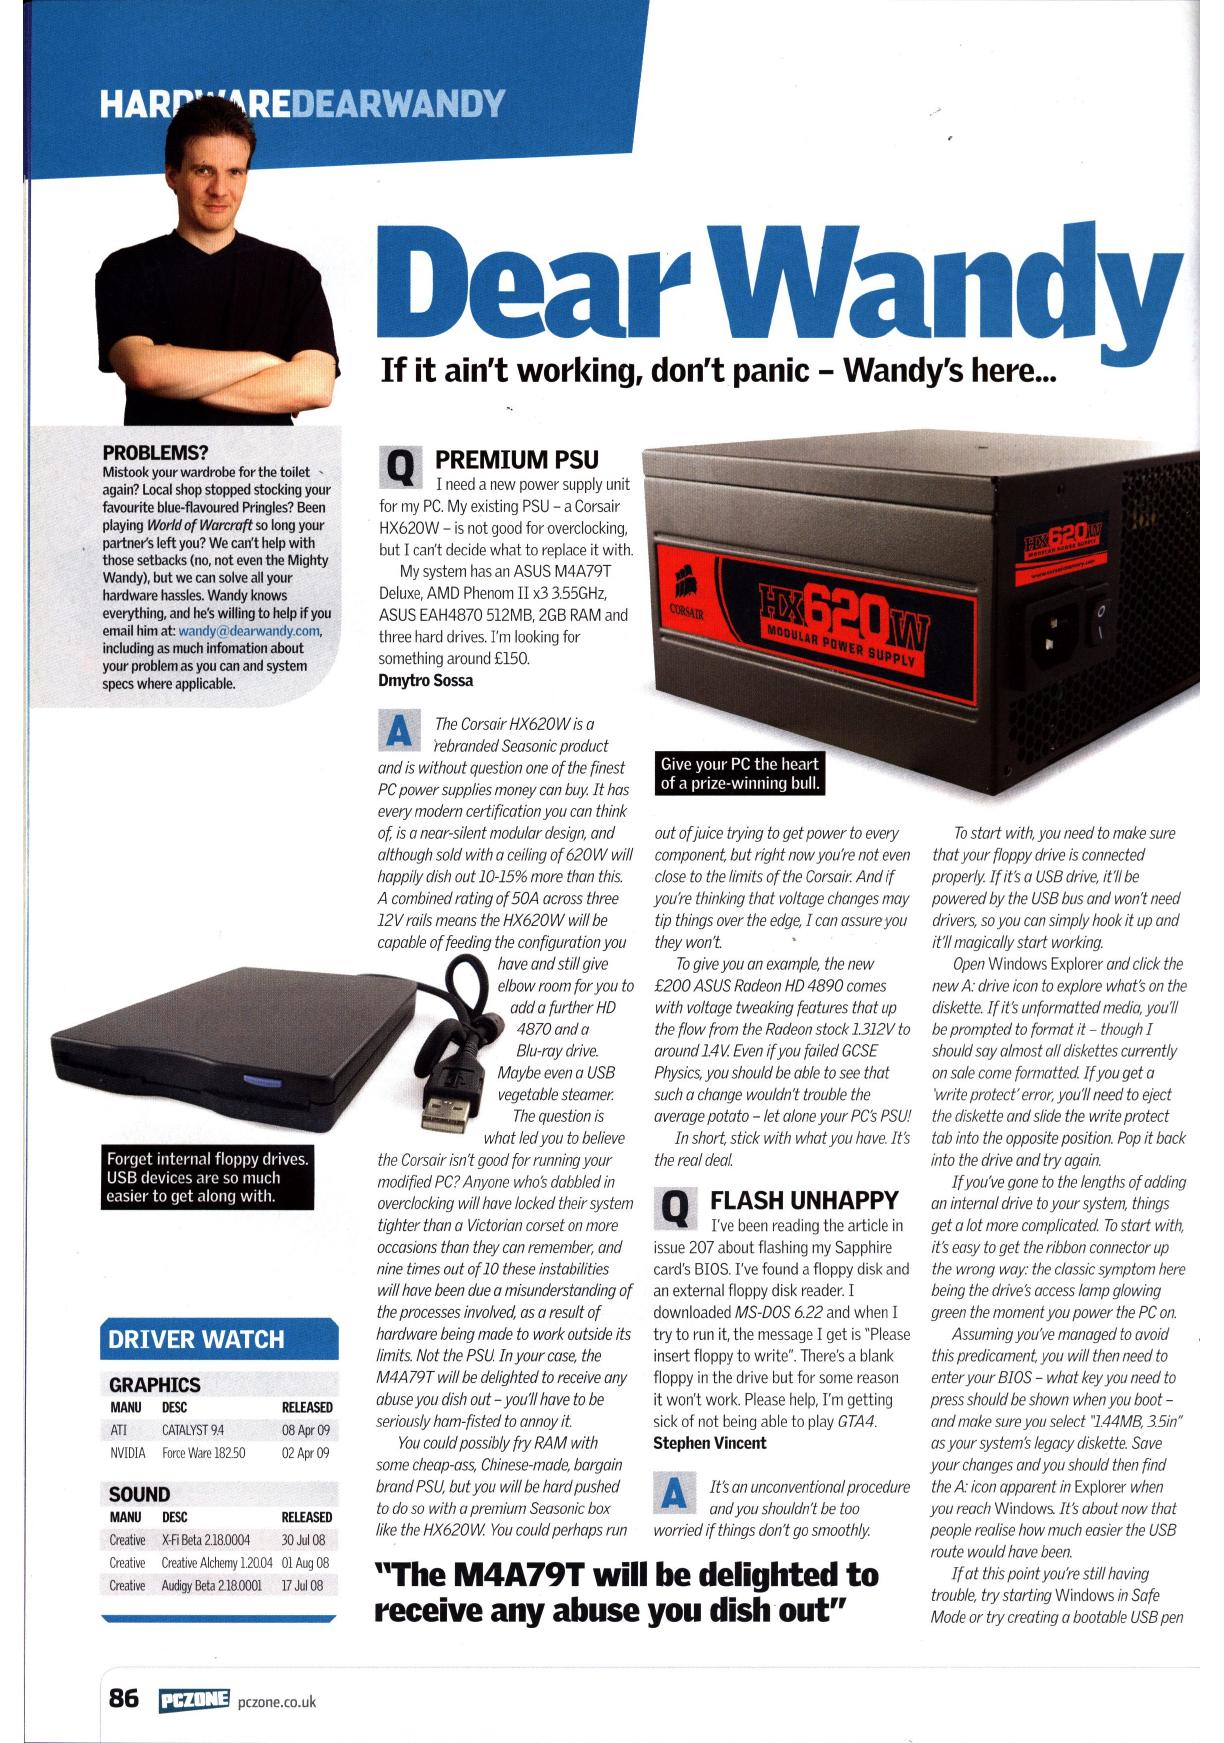 HARDWAREDEARWANDY
Dear Wandy
If it ain't working, don't panic – Wandy's here...
PROBLEMS?
Mistook your wardrobe for the toilet
again? Local shop stopped stocking your
favourite blue-flavoured Pringles? Been
playing World of Warcraft so long your
partner's left you? We can't help with
those setbacks (no, not even the Mighty
Wandy), but we can solve all your
hardware hassles. Wandy knows
everything, and he's willing to help if you
email him at: wandy@dearwandy.com,
including as much infomation about
your problem as you can and system
specs where applicable.
Q PREMIUM PSU
I need a new power supply unit
for my PC. My existing PSU – a Corsair
HX620W – is not good for overclocking,
but I can't decide what to replace it with.
My system has an ASUS M4A79T
Deluxe, AMD Phenom II x3 3.55GHz,
ASUS EAH4870 512MB, 2GB RAM and
three hard drives. I'm looking for
something around £150.
Dmytro Sossa
A The Corsair HX620W is a
rebranded Seasonic product
and is without question one of the finest
PC power supplies money can buy. It has
every modern certification you can think
of, is a near-silent modular design, and
although sold with a ceiling of 620W will
happily dish out 10-15% more than this.
A combined rating of 50A across three
12V rails means the HX620W will be
capable of feeding the configuration you
have and still give
elbow room for you to
add a further HD
4870 and a
Blu-ray drive.
Maybe even a USB
vegetable steamer.
The question is
what led you to believe
the Corsair isn't good for running your
modified PC? Anyone who's dabbled in
overclocking will have locked their system
tighter than a Victorian corset on more
occasions than they can remember, and
nine times out of 10 these instabilities
will have been due a misunderstanding of
the processes involved, as a result of
hardware being made to work outside its
limits. Not the PSU. In your case, the
M4A79T will be delighted to receive any
abuse you dish out – you'll have to be
seriously ham-fisted to annoy it.
You could possibly fry RAM with
some cheap-ass, Chinese-made, bargain
brand PSU, but you will be hard pushed
to do so with a premium Seasonic box
like the HX620W. You could perhaps run
CORSAIR
HX620W
MODULAR POWER SUPPLY
HX620W
MODULAR POWER SUPPLY
www.corsairmemory.com
Give your PC the heart
of a prize-winning bull.
out of juice trying to get power to every
component, but right now you're not even
close to the limits of the Corsair. And if
you're thinking that voltage changes may
tip things over the edge, I can assure you
they won't.
To give you an example, the new
£200 ASUS Radeon HD 4890 comes
with voltage tweaking features that up
the flow from the Radeon stock 1.312V to
around 1.4V. Even if you failed GCSE
Physics, you should be able to see that
such a change wouldn't trouble the
average potato – let alone your PC's PSU!
In short, stick with what you have. It's
the real deal.
Q FLASH UNHAPPY
I've been reading the article in
issue 207 about flashing my Sapphire
card's BIOS. I've found a floppy disk and
an external floppy disk reader. I
downloaded MS-DOS 6.22 and when I
try to run it, the message I get is "Please
insert floppy to write". There's a blank
floppy in the drive but for some reason
it won't work. Please help, I'm getting
sick of not being able to play GTA4.
Stephen Vincent
A It's an unconventional procedure
and you shouldn't be too
worried if things don't go smoothly.
To start with, you need to make sure
that your floppy drive is connected
properly. If it's a USB drive, it'll be
powered by the USB bus and won't need
drivers, so you can simply hook it up and
it'll magically start working.
Open Windows Explorer and click the
new A: drive icon to explore what's on the
diskette. If it's unformatted media, you'll
be prompted to format it – though I
should say almost all diskettes currently
on sale come formatted. If you get a
'write protect' error, you'll need to eject
the diskette and slide the write protect
tab into the opposite position. Pop it back
into the drive and try again.
If you've gone to the lengths of adding
an internal drive to your system, things
get a lot more complicated. To start with,
it's easy to get the ribbon connector up
the wrong way: the classic symptom here
being the drive's access lamp glowing
green the moment you power the PC on.
Assuming you've managed to avoid
this predicament, you will then need to
enter your BIOS – what key you need to
press should be shown when you boot –
and make sure you select "1.44MB, 3.5in"
as your system's legacy diskette. Save
your changes and you should then find
the A: icon apparent in Explorer when
you reach Windows. It's about now that
people realise how much easier the USB
route would have been.
If at this point you're still having
trouble, try starting Windows in Safe
Mode or try creating a bootable USB pen
"The M4A79T will be delighted to
receive any abuse you dish out"
Forget internal floppy drives.
USB devices are so much
easier to get along with.
DRIVER WATCH
GRAPHICS
MANU DESC RELEASED
ATI CATALYST 9.4 08 Apr 09
NVIDIA Force Ware 182.50 02 Apr 09
SOUND
MANU DESC RELEASED
Creative X-Fi Beta 2.18.0004 30 Jul 08
Creative Creative Alchemy 1.20.04 01 Aug 08
Creative Audigy Beta 2.18.0001 17 Jul 08
86 PCZONE pczone.co.uk